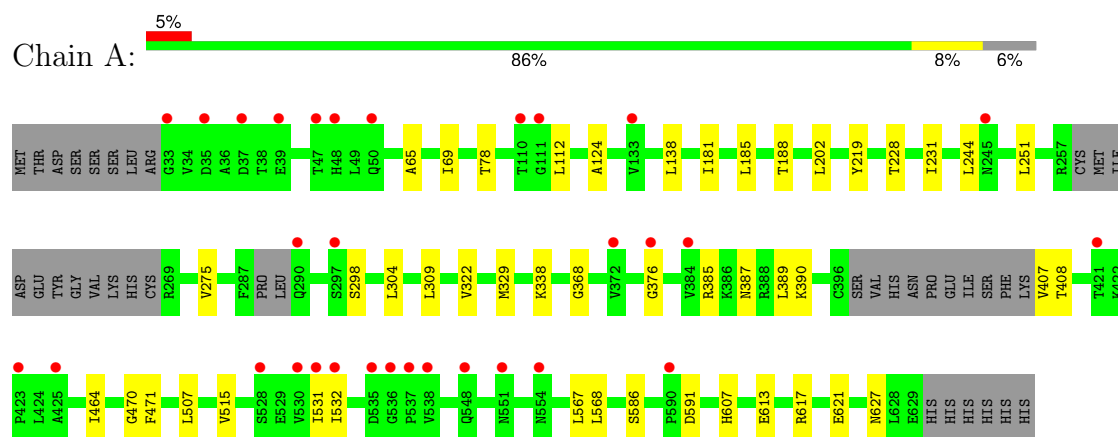 5%
Chain A:
86% 8% 6%
MET THR ASP SER SER SER LEU ARG G33 V34 D35 A36 D37 T38 E39 T47 H48 L49 Q50 A65 I69 T78 T110 G111 L112 A124 V133 L138 I181 L185 T188 L202 Y219 T228 I231 L244 N245 L251 R257 CYS MET ILE
ASP GLU TYR GLY VAL LYS HIS CYS R269 V275 F287 PRO LEU Q290 S297 S298 L304 L309 V322 M329 K338 G368 V372 G376 V384 R385 K386 N387 R388 L389 K390 C396 SER VAL HIS ASN PRO GLU ILE SER PHE LYS V407 T408 T421 K422
P423 L424 A425 I464 G470 F471 L507 V515 S528 E529 V530 I531 I532 D535 G536 P537 V538 Q548 N551 N554 L567 L568 S586 P590 D591 H607 E613 R617 E621 N627 L628 E629 HIS HIS HIS HIS HIS HIS